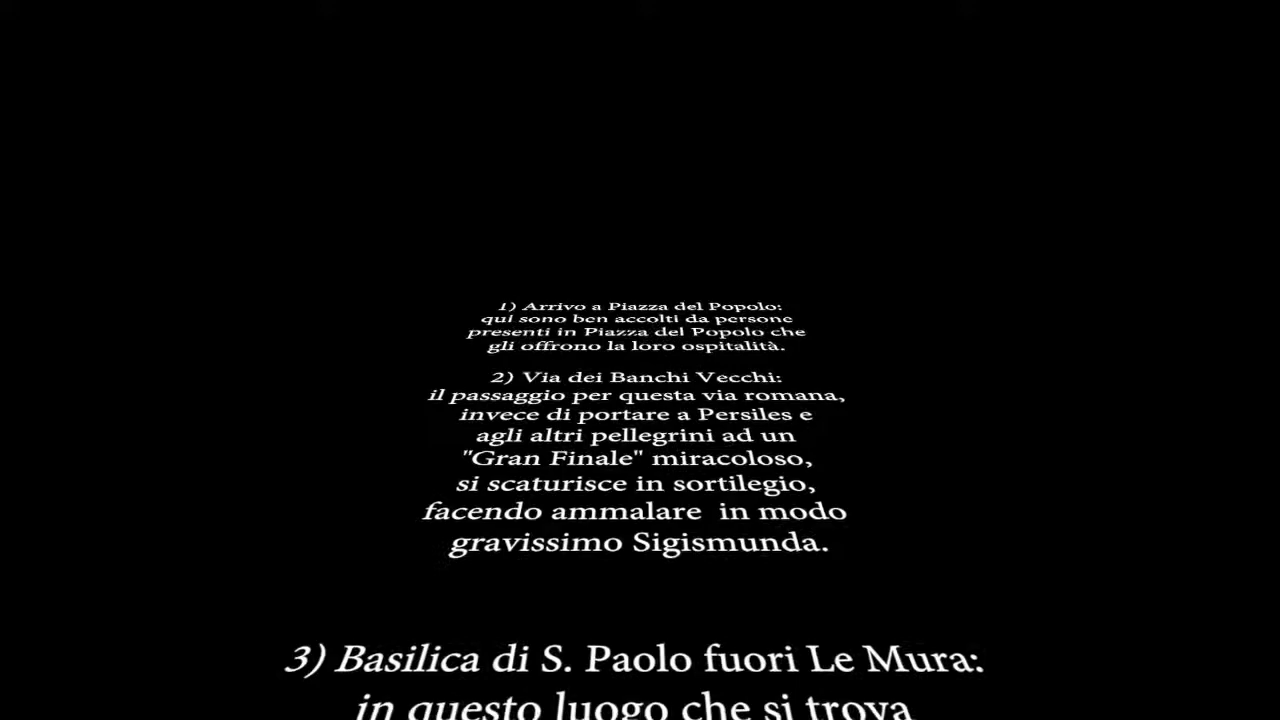 1) Arrivo a Piazza del Popolo:
qui sono ben accolti da persone
presenti in Piazza del Popolo che
gli offrono la loro ospitalità.
2) Via dei Banchi Vecchi:
il passaggio per questa via romana,
invece di portare a Persiles e
agli altri pellegrini ad un
"Gran Finale" miracoloso,
si scaturisce in sortilegio,
facendo ammalare  in modo
gravissimo Sigismunda.
3) Basilica di S. Paolo fuori Le Mura:
in questo luogo che si trova